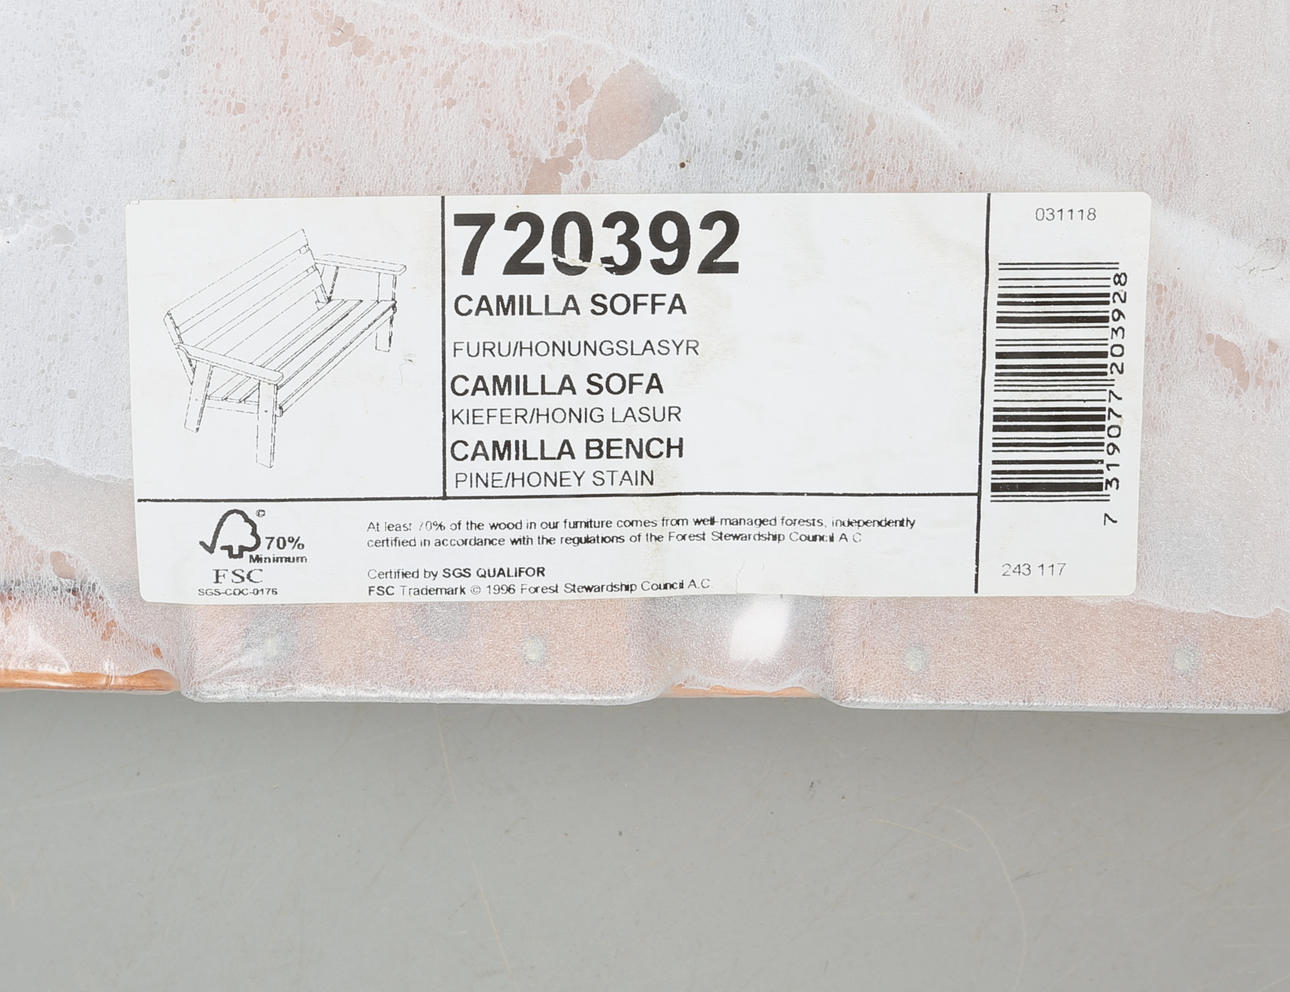 720392
CAMILLA SOFFA
FURU/HONUNGSLASYR
CAMILLA SOFA
KIEFER/HONIG LASUR
CAMILLA BENCH
PINE/HONEY STAIN
031118
7 319077 203928
243 117
©
70%
Minimum
FSC
SGS-COC-0176
At least 70% of the wood in our furniture comes from well-managed forests, independently
certified in accordance with the regulations of the Forest Stewardship Council A.C
Certified by SGS QUALIFOR
FSC Trademark © 1996 Forest Stewardship Council A.C